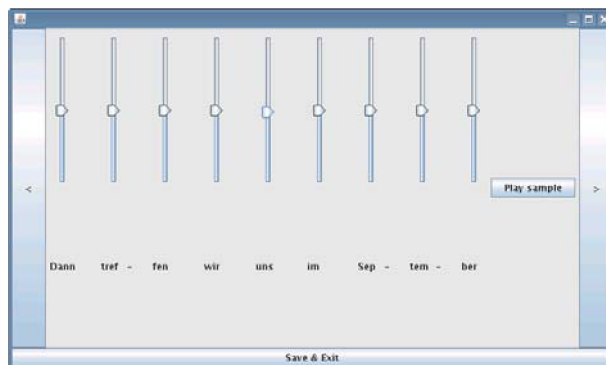 < Play sample >
Dann tref - fen wir uns im Sep - tem - ber
Save & Exit